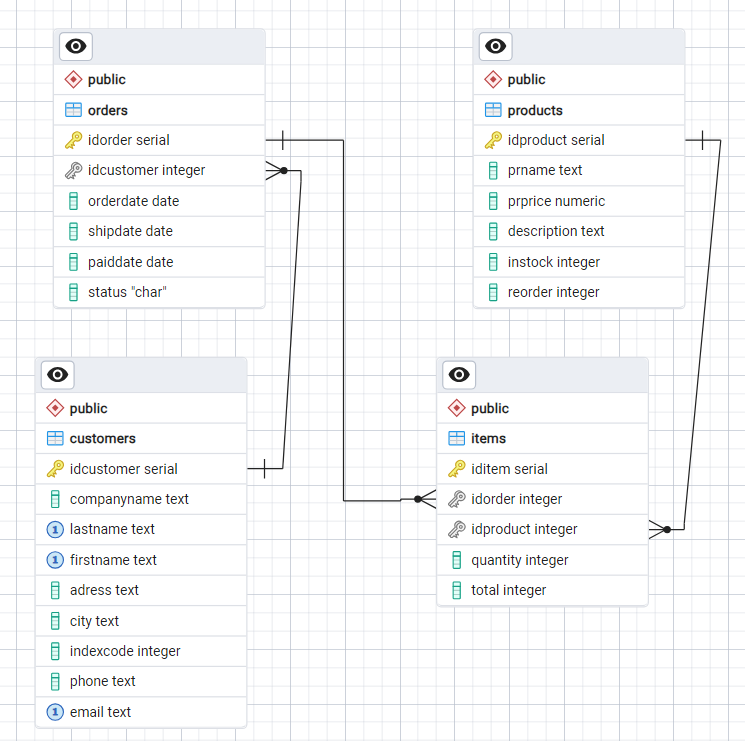 public
orders
idorder serial
idcustomer integer
orderdate date
shipdate date
paiddate date
status "char"
public
products
idproduct serial
prname text
prprice numeric
description text
instock integer
reorder integer
public
customers
idcustomer serial
companyname text
1 lastname text
1 firstname text
adress text
city text
indexcode integer
phone text
1 email text
public
items
iditem serial
idorder integer
idproduct integer
quantity integer
total integer